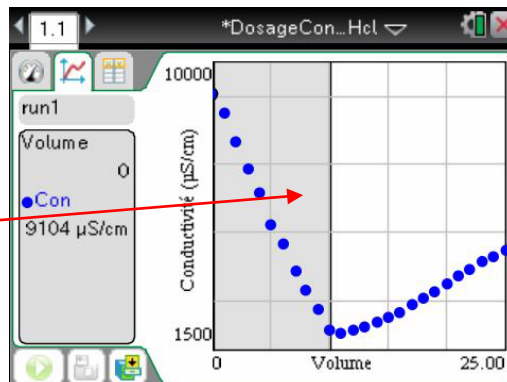 1.1
*DosageCon...Hcl
run1
Volume
0
Con
9104 µS/cm
10000
Conductivité (µS/cm)
1500
0
Volume
25.00